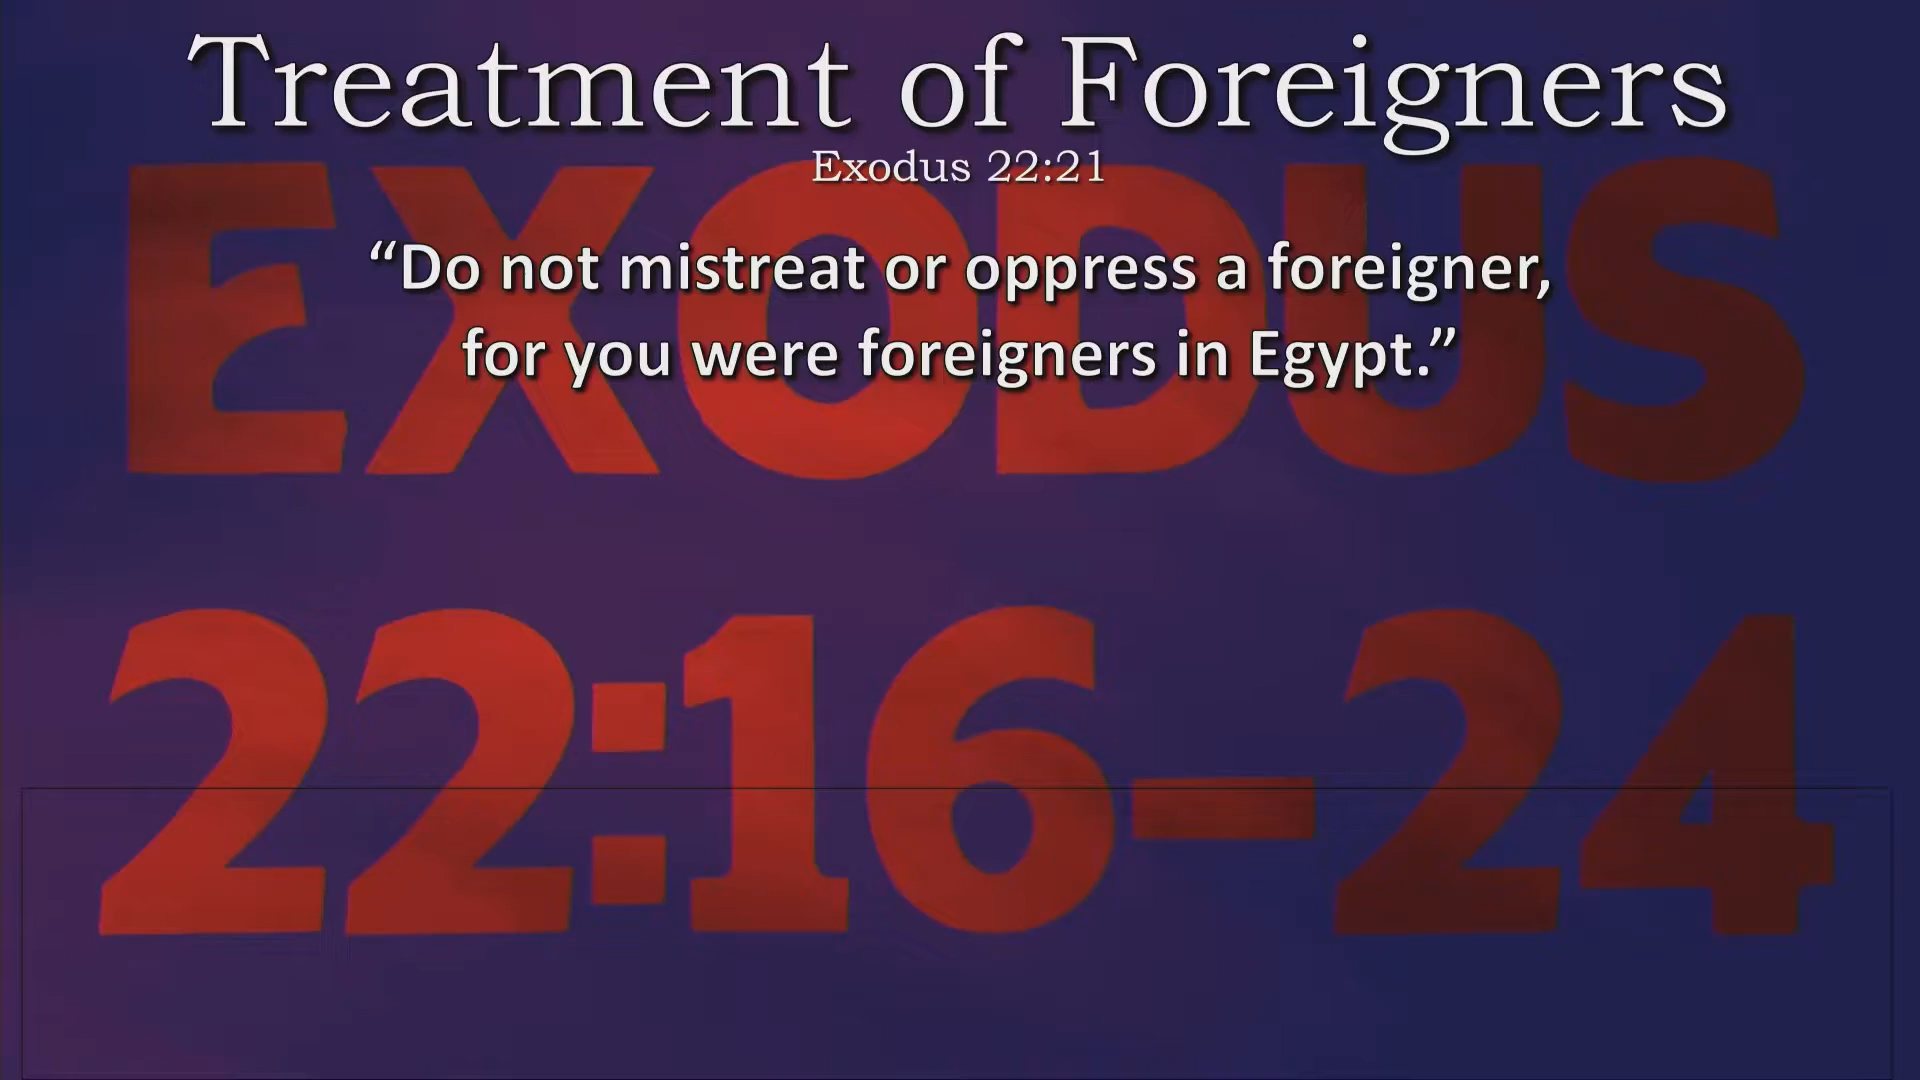 Treatment of Foreigners
Exodus 22:21
EXODUS
“Do not mistreat or oppress a foreigner,
for you were foreigners in Egypt.”
22:16–24